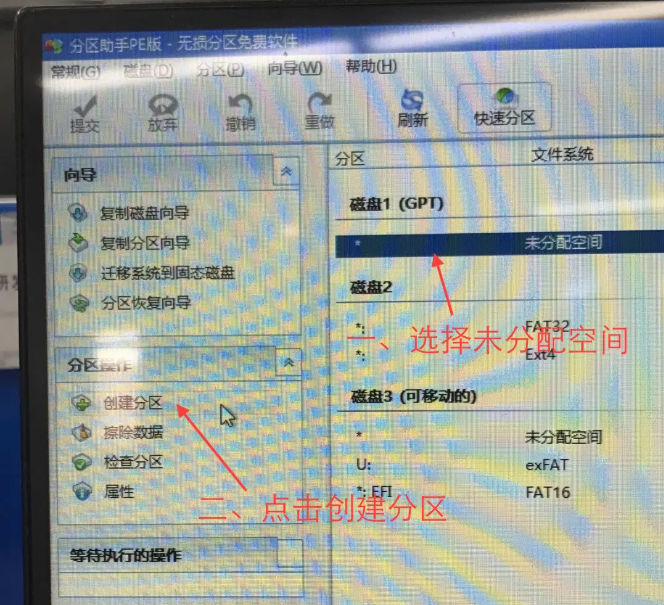 分区助手PE版 - 无损分区免费软件
常规(G) 磁盘(D) 分区(P) 向导(W) 帮助(H)
提交 放弃 撤销 重做 刷新 快速分区
向导
复制磁盘向导
复制分区向导
迁移系统到固态磁盘
分区恢复向导
分区操作
创建分区
擦除数据
检查分区
属性
等待执行的操作
分区 文件系统
磁盘1 (GPT)
* 未分配空间
磁盘2
*: FAT32
*: Ext4
一、选择未分配空间
磁盘3 (可移动的)
* 未分配空间
U: exFAT
*: EFI FAT16
二、点击创建分区